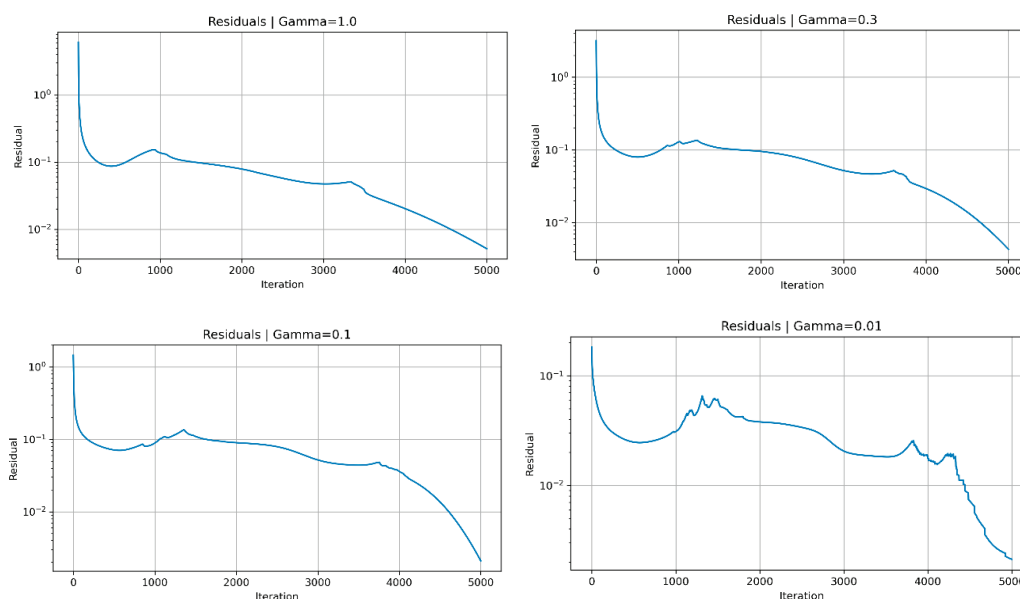 Residuals | Gamma=1.0
Residual
10⁰
10⁻¹
10⁻²
0 1000 2000 3000 4000 5000
Iteration
Residuals | Gamma=0.3
Residual
10⁰
10⁻¹
10⁻²
0 1000 2000 3000 4000 5000
Iteration
Residuals | Gamma=0.1
Residual
10⁰
10⁻¹
10⁻²
0 1000 2000 3000 4000 5000
Iteration
Residuals | Gamma=0.01
Residual
10⁻¹
10⁻²
0 1000 2000 3000 4000 5000
Iteration